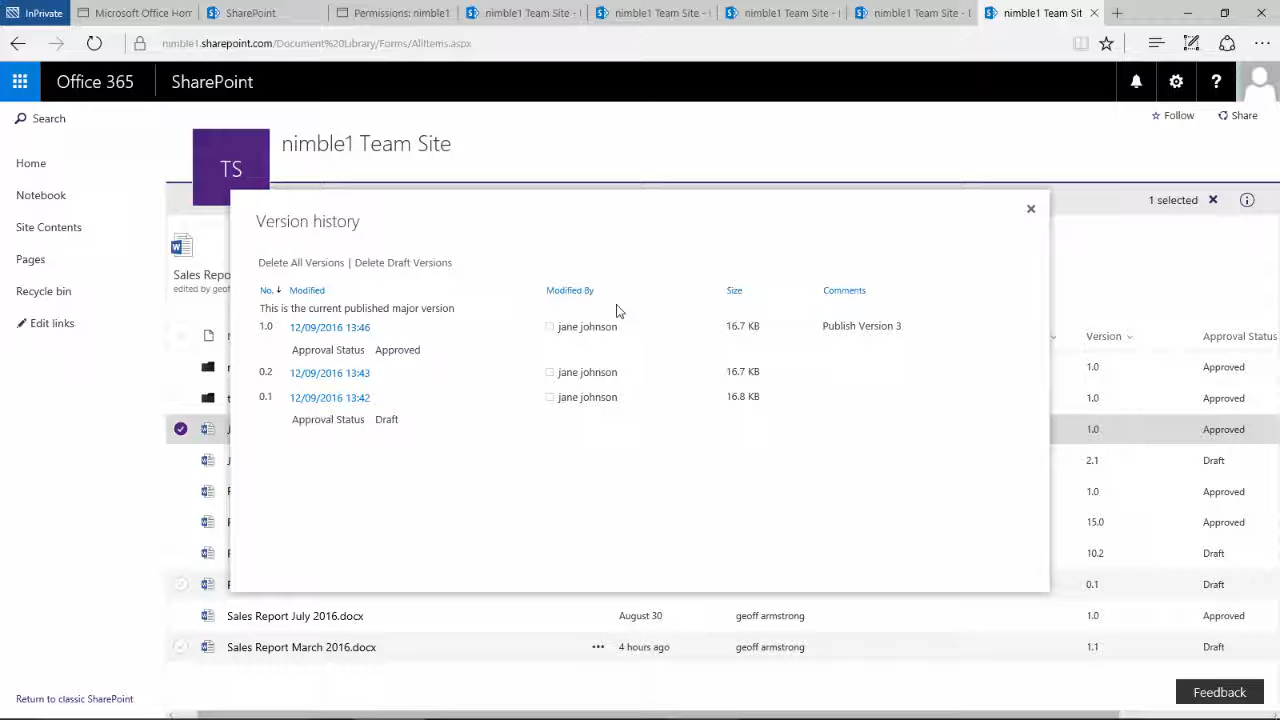 InPrivate
Microsoft Office Hor
SharePoint
Permissions: nimble1
nimble1 Team Site - I
nimble1 Team Site - I
nimble1 Team Site - I
nimble1 Team Sit
nimble1.sharepoint.com/Document%20Library/Forms/AllItems.aspx
Office 365
SharePoint
Search
Follow
Share
nimble1 Team Site
TS
Home
Notebook
Site Contents
Pages
Recycle bin
Edit links
1 selected
Sales Repo
edited by geof
Version history
Delete All Versions | Delete Draft Versions
No. ↓ Modified Modified By Size Comments
This is the current published major version
1.0 12/09/2016 13:46 jane johnson 16.7 KB Publish Version 3
Approval Status Approved
0.2 12/09/2016 13:43 jane johnson 16.7 KB
0.1 12/09/2016 13:42 jane johnson 16.8 KB
Approval Status Draft
Version Approval Status
1.0 Approved
1.0 Approved
1.0 Approved
2.1 Draft
1.0 Approved
15.0 Approved
10.2 Draft
0.1 Draft
Sales Report July 2016.docx August 30 geoff armstrong 1.0 Approved
Sales Report March 2016.docx ••• 4 hours ago geoff armstrong 1.1 Draft
Return to classic SharePoint
Feedback